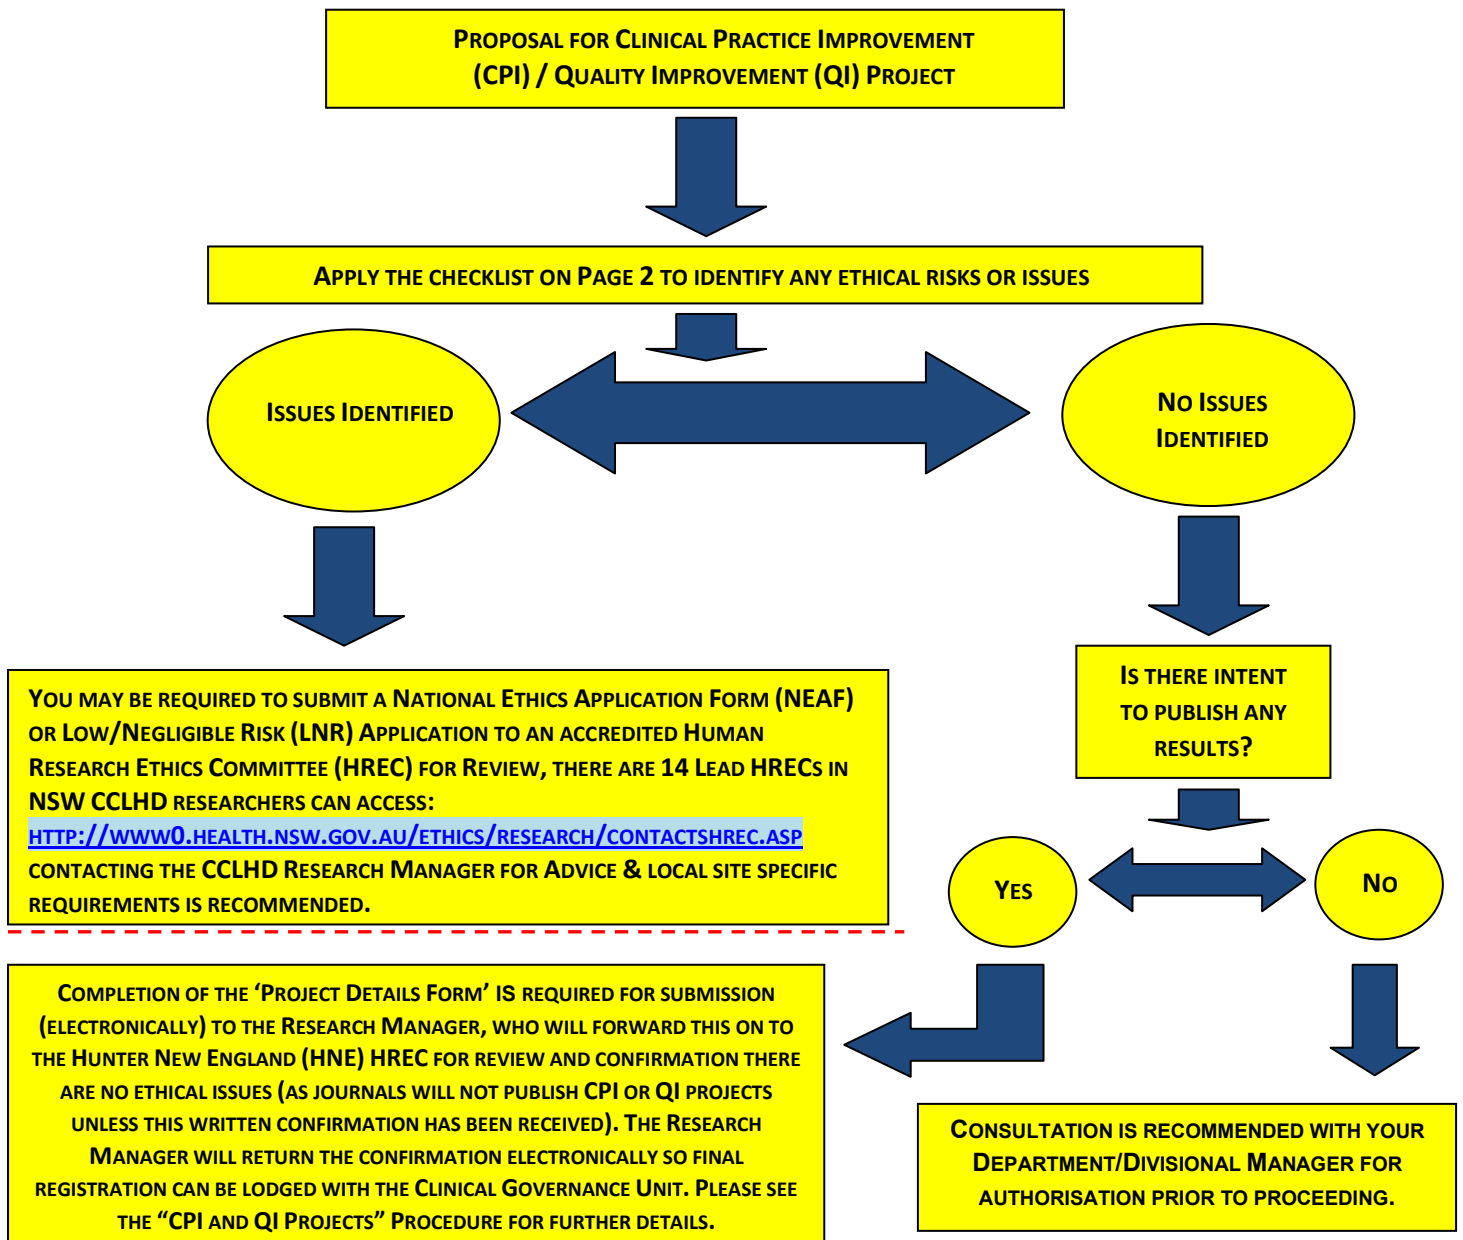 Proposal for Clinical Practice Improvement
(CPI) / Quality Improvement (QI) Project
Apply the checklist on Page 2 to identify any ethical risks or issues
Issues Identified
No Issues
Identified
You may be required to submit a National Ethics Application Form (NEAF)
or Low/Negligible Risk (LNR) Application to an accredited Human
Research Ethics Committee (HREC) for Review, there are 14 Lead HRECs in
NSW CCLHD researchers can access:
http://www0.health.nsw.gov.au/ethics/research/contactshrec.asp
contacting the CCLHD Research Manager for Advice & local site specific
requirements is recommended.
Is there intent
to publish any
results?
Yes
No
Completion of the ‘Project Details Form’ is required for submission
(electronically) to the Research Manager, who will forward this on to
the Hunter New England (HNE) HREC for review and confirmation there
are no ethical issues (as journals will not publish CPI or QI projects
unless this written confirmation has been received). The Research
Manager will return the confirmation electronically so final
registration can be lodged with the Clinical Governance Unit. Please see
the “CPI and QI Projects” Procedure for further details.
Consultation is recommended with your
Department/Divisional Manager for
authorisation prior to proceeding.